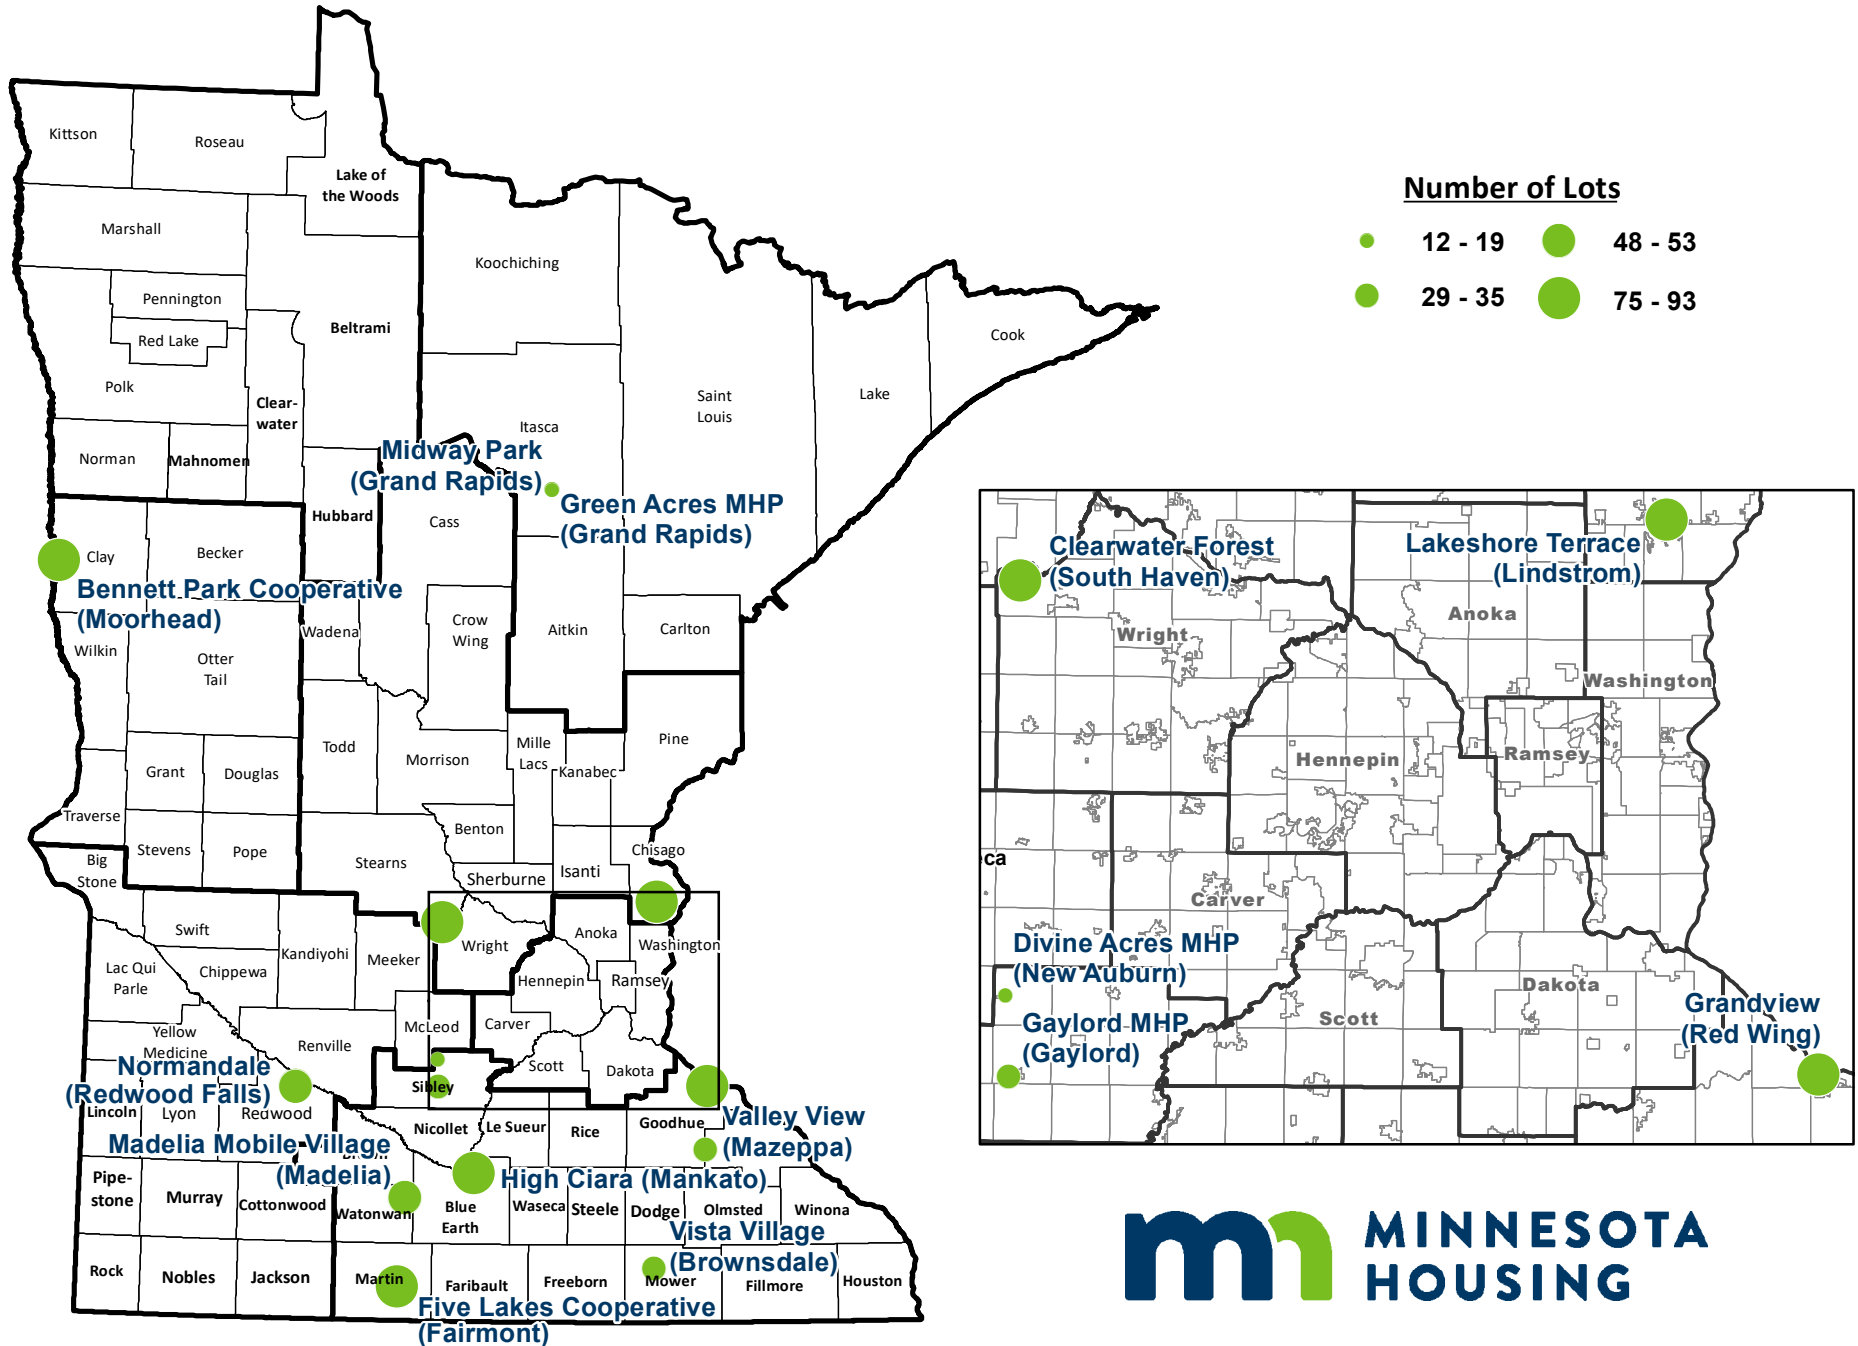 Kittson
Roseau
Lake of
the Woods
Marshall
Koochiching
Pennington
Red Lake
Beltrami
Polk
Clear-
water
Cook
Lake
Saint
Louis
Itasca
Norman
Mahnomen
Midway Park
(Grand Rapids)
Green Acres MHP
(Grand Rapids)
Hubbard
Cass
Clay
Becker
Bennett Park Cooperative
(Moorhead)
Wadena
Crow
Wing
Aitkin
Carlton
Wilkin
Otter
Tail
Todd
Morrison
Mille
Lacs
Kanabec
Pine
Grant
Douglas
Traverse
Stevens
Pope
Benton
Big
Stone
Stearns
Sherburne
Isanti
Chisago
Swift
Kandiyohi
Meeker
Wright
Anoka
Washington
Lac Qui
Parle
Chippewa
Hennepin
Ramsey
Yellow
Medicine
Renville
McLeod
Carver
Scott
Dakota
Normandale
(Redwood Falls)
Sibley
Lincoln
Lyon
Redwood
Nicollet
Le Sueur
Rice
Goodhue
Valley View
(Mazeppa)
Madelia Mobile Village
(Madelia)
High Ciara (Mankato)
Pipe-
stone
Murray
Cottonwood
Watonwan
Blue
Earth
Waseca
Steele
Dodge
Olmsted
Winona
Vista Village
(Brownsdale)
Rock
Nobles
Jackson
Martin
Faribault
Freeborn
Mower
Fillmore
Houston
Five Lakes Cooperative
(Fairmont)
Number of Lots
12 - 19
48 - 53
29 - 35
75 - 93
Clearwater Forest
(South Haven)
Lakeshore Terrace
(Lindstrom)
Anoka
Wright
Washington
Hennepin
Ramsey
eca
Carver
Divine Acres MHP
(New Auburn)
Dakota
Grandview
(Red Wing)
Gaylord MHP
(Gaylord)
Scott
mn MINNESOTA
HOUSING